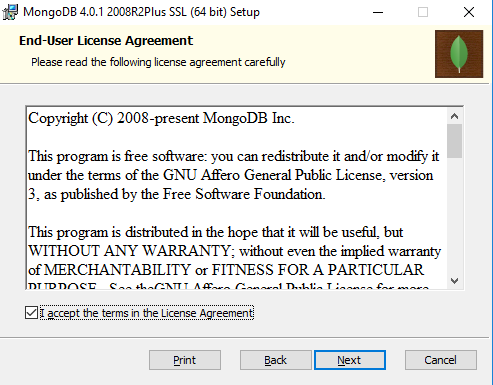 MongoDB 4.0.1 2008R2Plus SSL (64 bit) Setup
End-User License Agreement
Please read the following license agreement carefully
Copyright (C) 2008-present MongoDB Inc.
This program is free software: you can redistribute it and/or modify it
under the terms of the GNU Affero General Public License, version
3, as published by the Free Software Foundation.
This program is distributed in the hope that it will be useful, but
WITHOUT ANY WARRANTY; without even the implied warranty
of MERCHANTABILITY or FITNESS FOR A PARTICULAR
PURPOSE. See theGNU Affero General Public License for more
I accept the terms in the License Agreement
Print Back Next Cancel